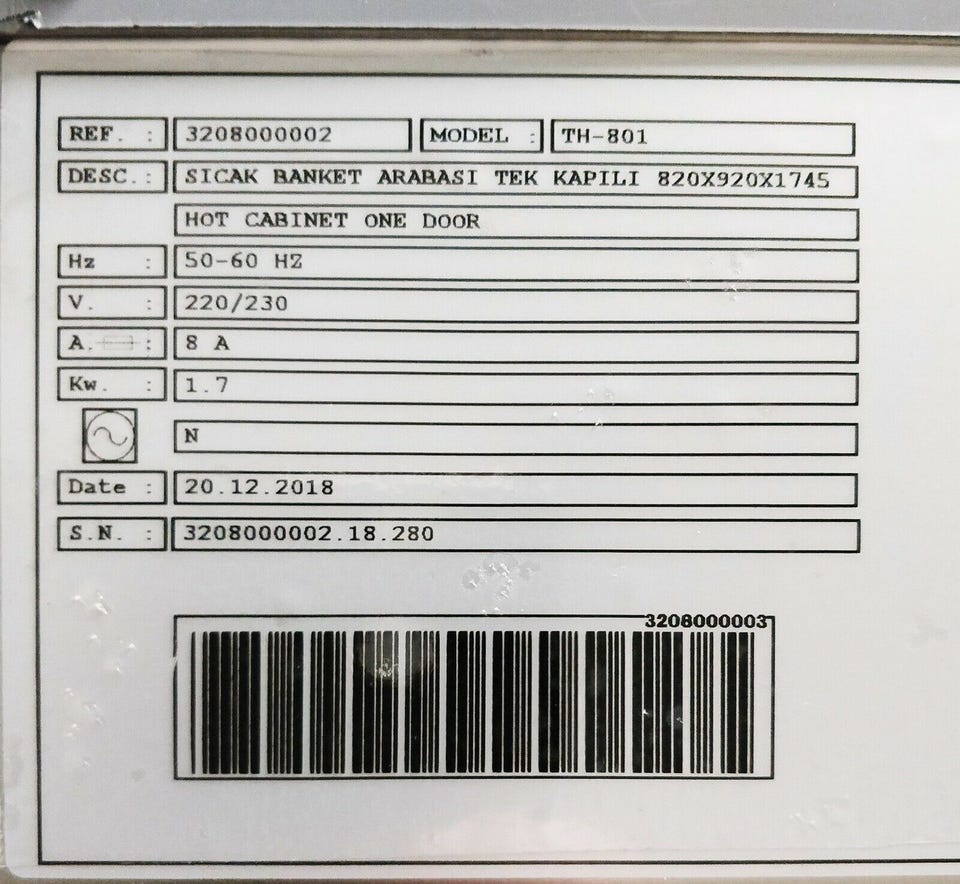 REF. : 3208000002 MODEL : TH-801
DESC. : SICAK BANKET ARABASI TEK KAPILI 820X920X1745
HOT CABINET ONE DOOR
Hz : 50-60 HZ
V. : 220/230
A. : 8 A
Kw. : 1.7
N
Date : 20.12.2018
S.N. : 3208000002.18.280
3208000003